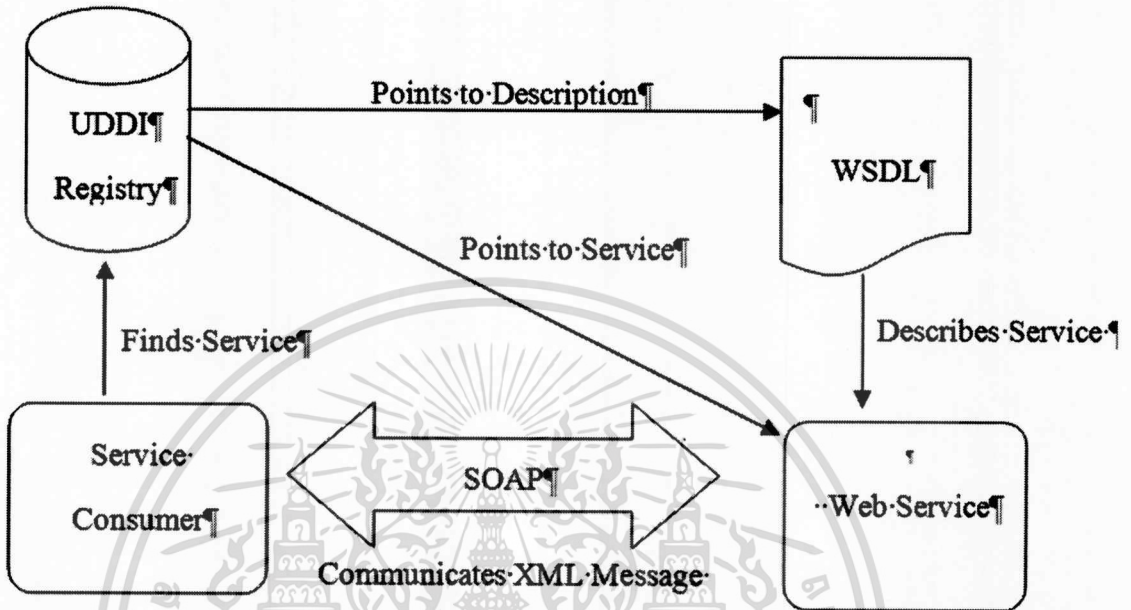 Points·to·Description¶
UDDI¶
Registry¶
¶
WSDL¶
Points·to·Service¶
Finds·Service¶
Describes·Service·¶
Service·
Consumer¶
SOAP¶
¶
··Web·Service¶
Communicates·XML·Message·